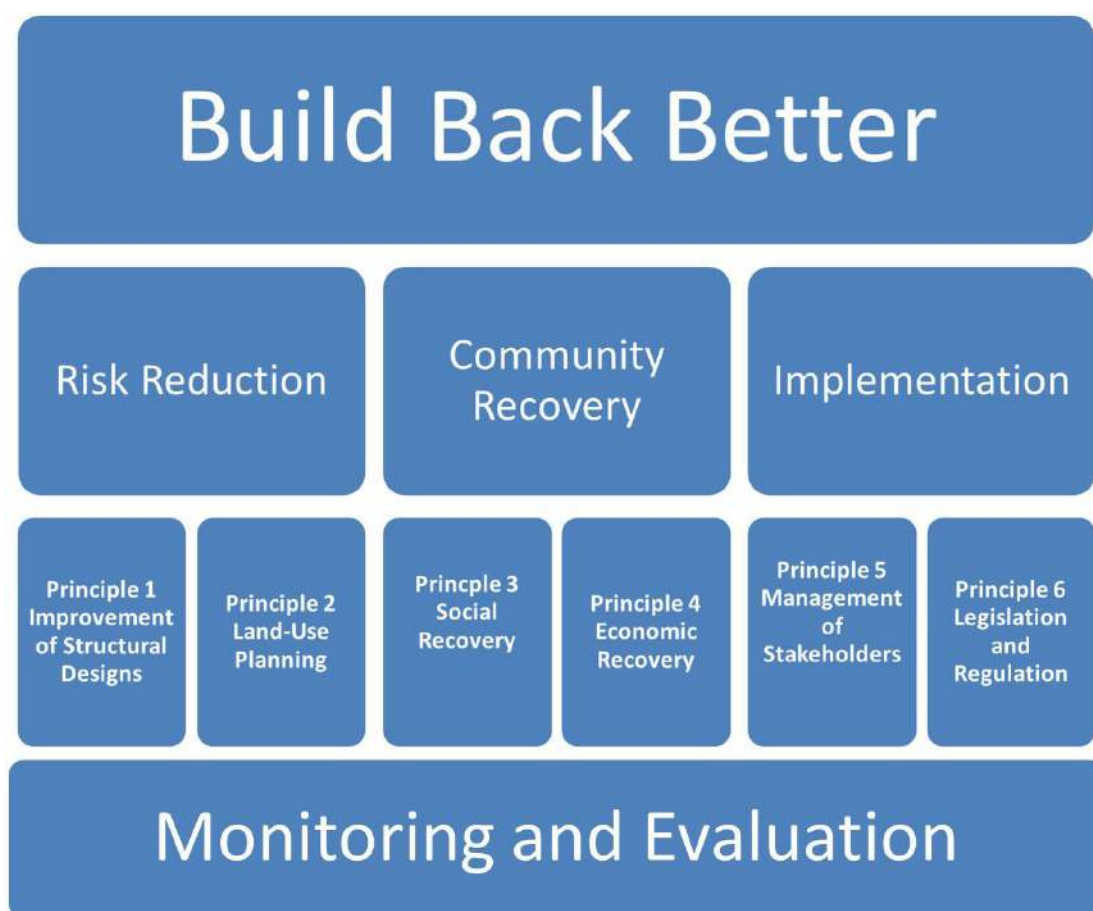 Build Back Better
Risk Reduction
Community
Recovery
Implementation
Principle 1
Improvement
of Structural
Designs
Principle 2
Land-Use
Planning
Princple 3
Social
Recovery
Principle 4
Economic
Recovery
Principle 5
Management
of
Stakeholders
Principle 6
Legislation
and
Regulation
Monitoring and Evaluation